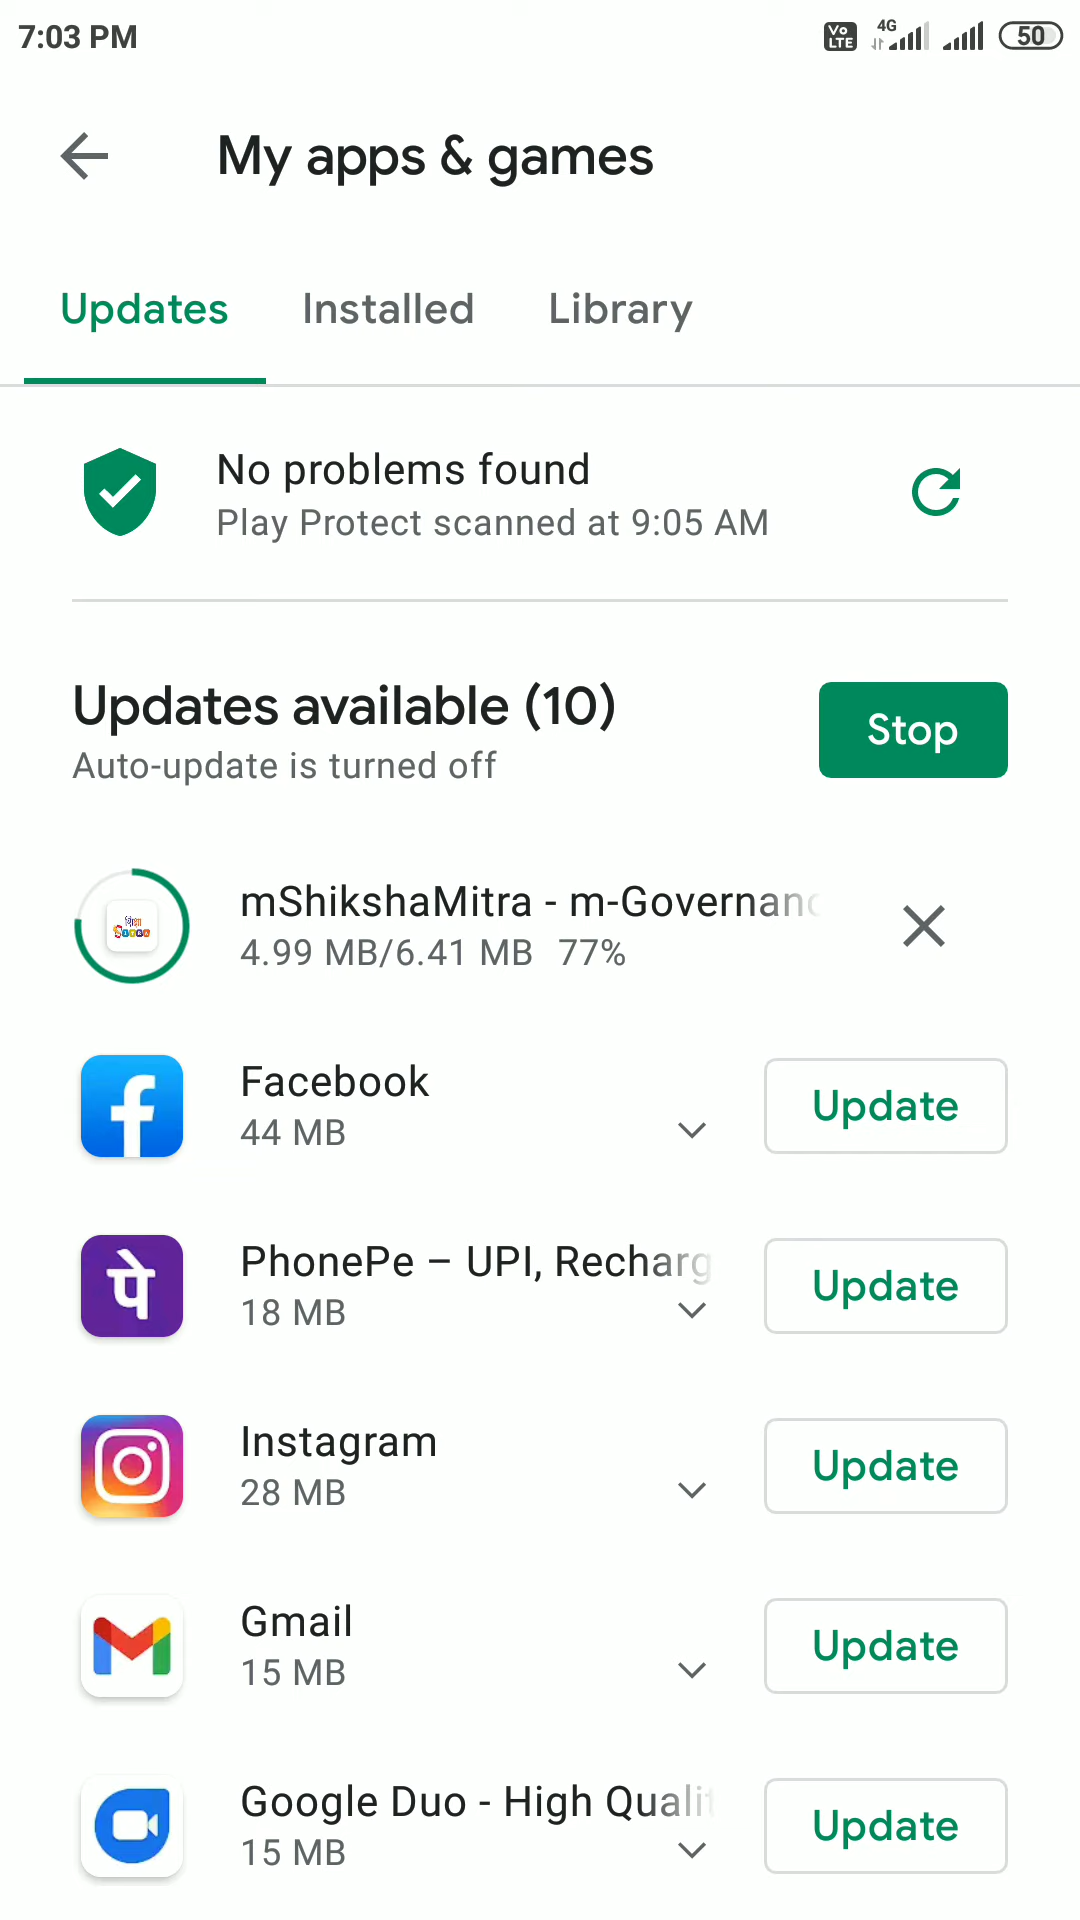 7:03 PM
Vo LTE 4G 50
My apps & games
Updates Installed Library
No problems found
Play Protect scanned at 9:05 AM
Updates available (10)
Auto-update is turned off
Stop
mShikshaMitra - m-Governanc
4.99 MB/6.41 MB 77%
Facebook
44 MB
Update
पे
PhonePe – UPI, Recharg
18 MB
Update
Instagram
28 MB
Update
Gmail
15 MB
Update
Google Duo - High Qualit
15 MB
Update